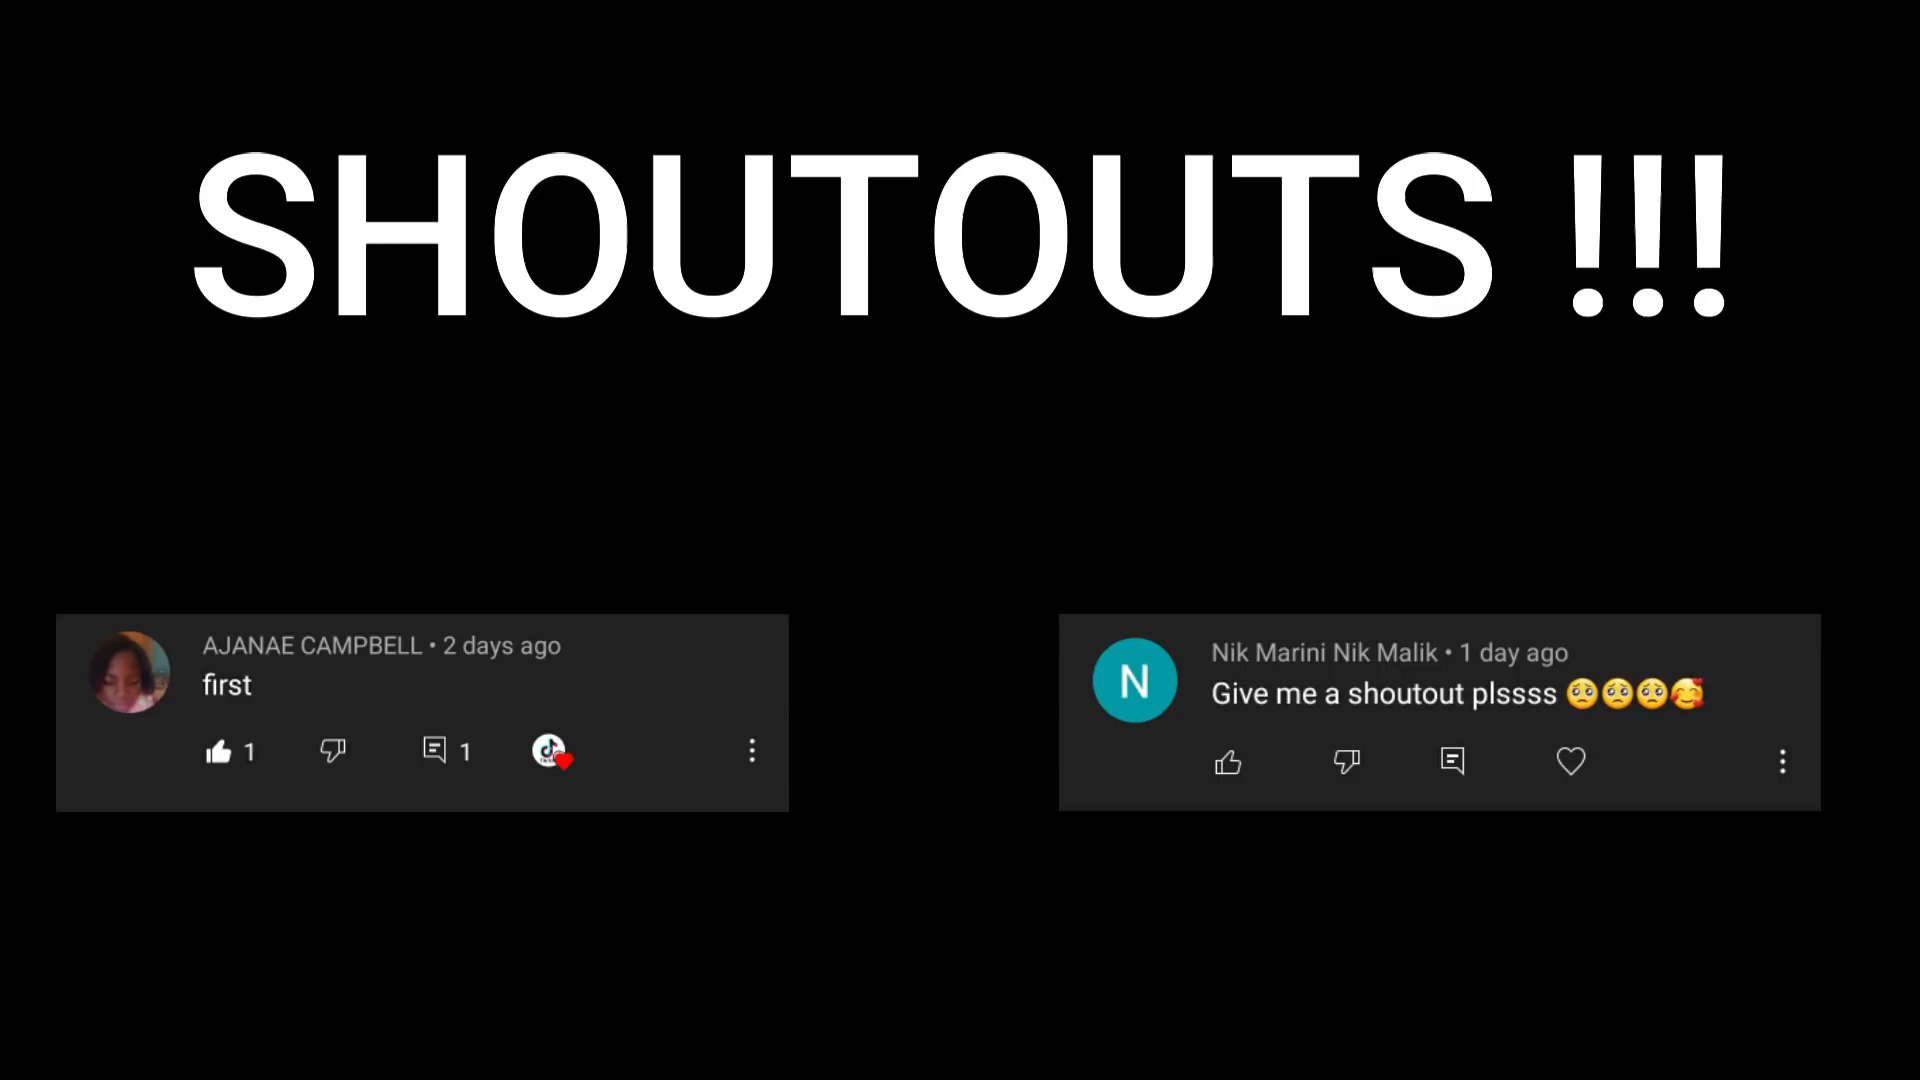 SHOUTOUTS !!!
AJANAE CAMPBELL • 2 days ago
first
1
1
Nik Marini Nik Malik • 1 day ago
Give me a shoutout plssss 🥺🥺🥺🥰
N